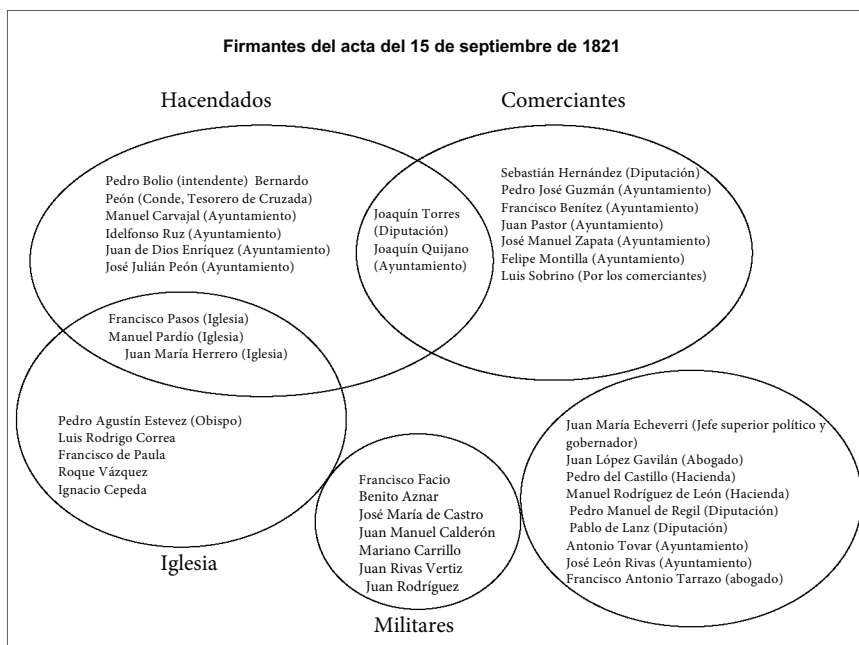 Firmantes del acta del 15 de septiembre de 1821
Hacendados
Comerciantes
Pedro Bolio (intendente) Bernardo
Peón (Conde, Tesorero de Cruzada)
Manuel Carvajal (Ayuntamiento)
Idelfonso Ruz (Ayuntamiento)
Juan de Dios Enríquez (Ayuntamiento)
José Julián Peón (Ayuntamiento)
Joaquín Torres
(Diputación)
Joaquín Quijano
(Ayuntamiento)
Sebastián Hernández (Diputación)
Pedro José Guzmán (Ayuntamiento)
Francisco Benítez (Ayuntamiento)
Juan Pastor (Ayuntamiento)
José Manuel Zapata (Ayuntamiento)
Felipe Montilla (Ayuntamiento)
Luis Sobrino (Por los comerciantes)
Francisco Pasos (Iglesia)
Manuel Pardío (Iglesia)
Juan María Herrero (Iglesia)
Pedro Agustín Estevez (Obispo)
Luis Rodrigo Correa
Francisco de Paula
Roque Vázquez
Ignacio Cepeda
Iglesia
Francisco Facio
Benito Aznar
José María de Castro
Juan Manuel Calderón
Mariano Carrillo
Juan Rivas Vertiz
Juan Rodríguez
Militares
Juan María Echeverri (Jefe superior político y
gobernador)
Juan López Gavilán (Abogado)
Pedro del Castillo (Hacienda)
Manuel Rodríguez de León (Hacienda)
Pedro Manuel de Regil (Diputación)
Pablo de Lanz (Diputación)
Antonio Tovar (Ayuntamiento)
José León Rivas (Ayuntamiento)
Francisco Antonio Tarrazo (abogado)